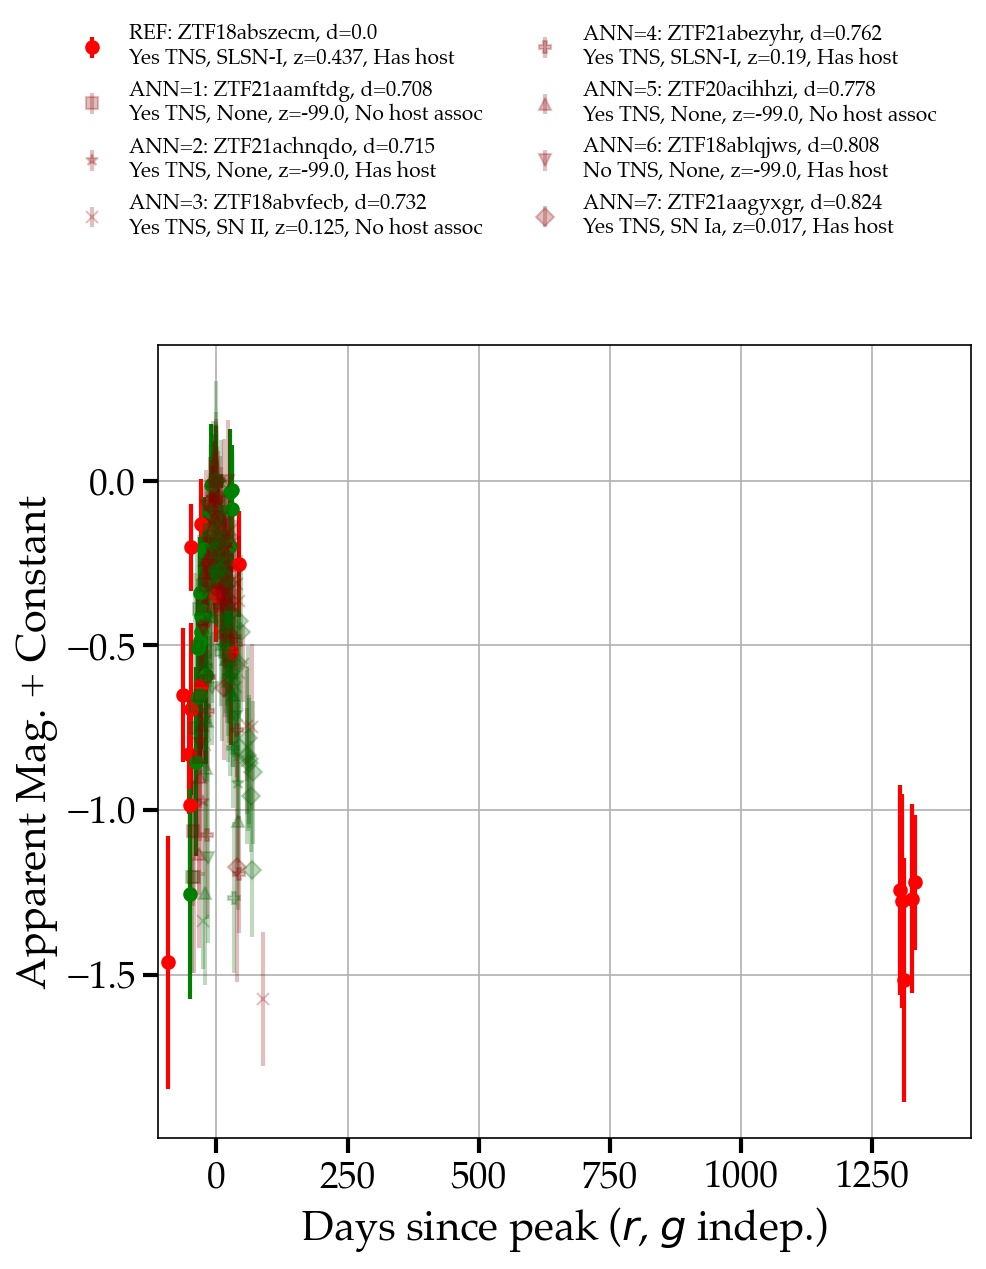 REF: ZTF18abszecm, d=0.0
Yes TNS, SLSN-I, z=0.437, Has host
ANN=1: ZTF21aamftdg, d=0.708
Yes TNS, None, z=-99.0, No host assoc
ANN=2: ZTF21achnqdo, d=0.715
Yes TNS, None, z=-99.0, Has host
ANN=3: ZTF18abvfecb, d=0.732
Yes TNS, SN II, z=0.125, No host assoc
ANN=4: ZTF21abezyhr, d=0.762
Yes TNS, SLSN-I, z=0.19, Has host
ANN=5: ZTF20acihhzi, d=0.778
Yes TNS, None, z=-99.0, No host assoc
ANN=6: ZTF18ablqjws, d=0.808
No TNS, None, z=-99.0, Has host
ANN=7: ZTF21aagyxgr, d=0.824
Yes TNS, SN Ia, z=0.017, Has host
Apparent Mag. + Constant
0.0
−0.5
−1.0
−1.5
0 250 500 750 1000 1250
Days since peak (r, g indep.)